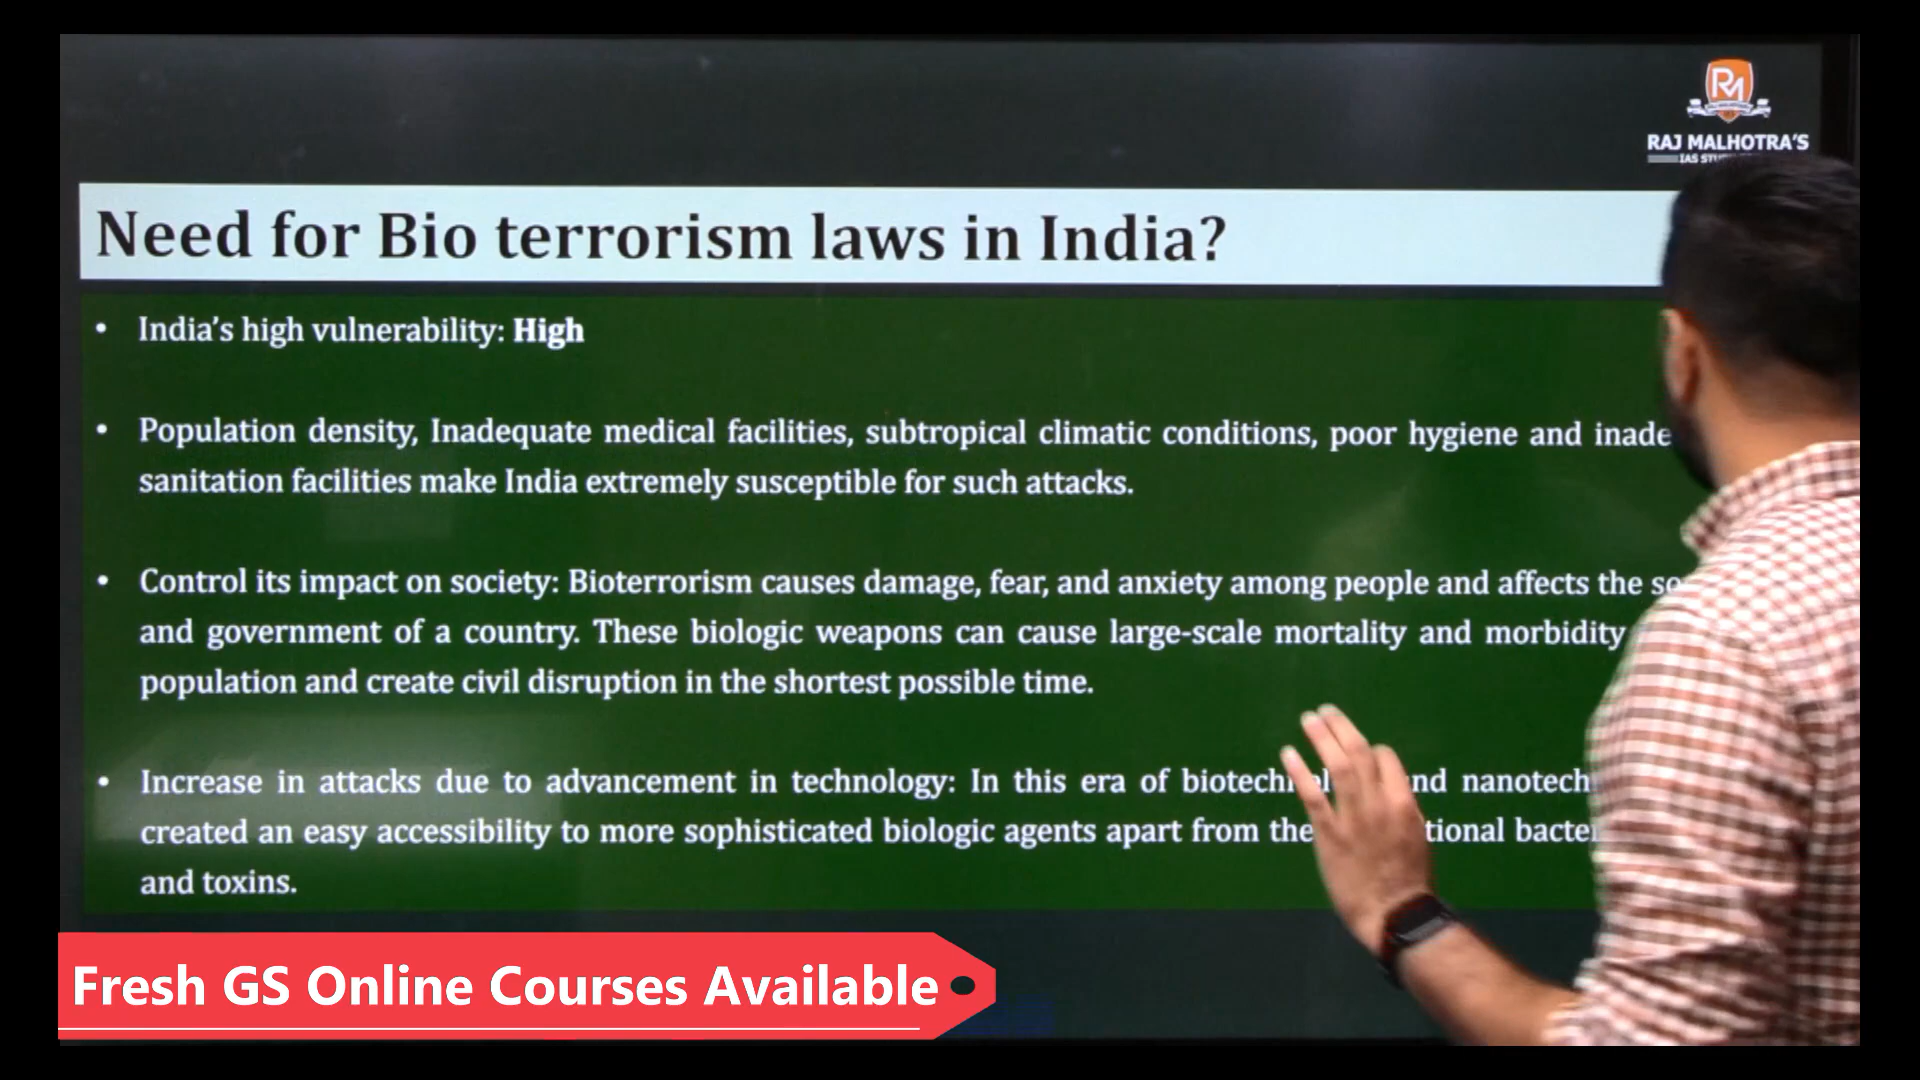 RM
RAJ MALHOTRA'S
IAS
Need for Bio terrorism laws in India?
• India's high vulnerability: High
• Population density, Inadequate medical facilities, subtropical climatic conditions, poor hygiene and
sanitation facilities make India extremely susceptible for such attacks.
• Control its impact on society: Bioterrorism causes damage, fear, and anxiety among people and affects the
and government of a country. These biologic weapons can cause large-scale mortality and morbidity
population and create civil disruption in the shortest possible time.
• Increase in attacks due to advancement in technology: In this era of
created an easy accessibility to more sophisticated biologic agents apart from the
and toxins.
Fresh GS Online Courses Available